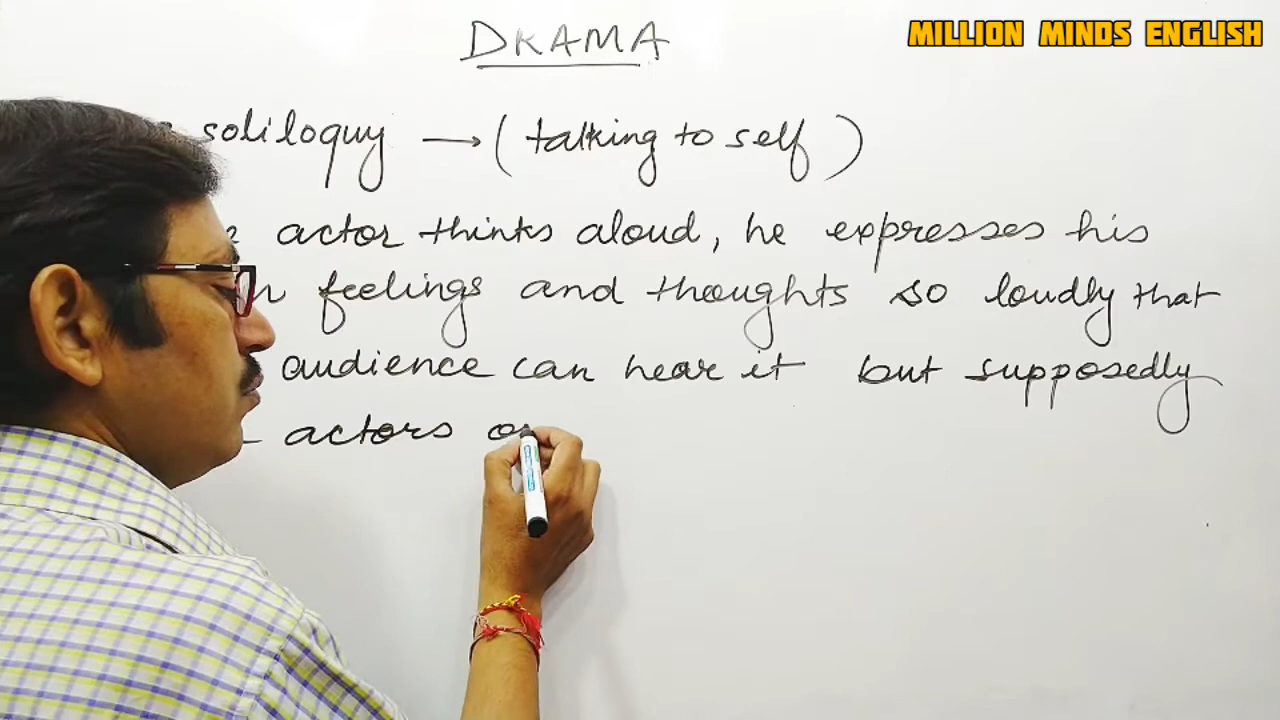 DRAMA
MILLION MINDS ENGLISH
soliloquy → (talking to self)
actor thinks aloud, he expresses his
feelings and thoughts so loudly that
audience can hear it but supposedly
actors